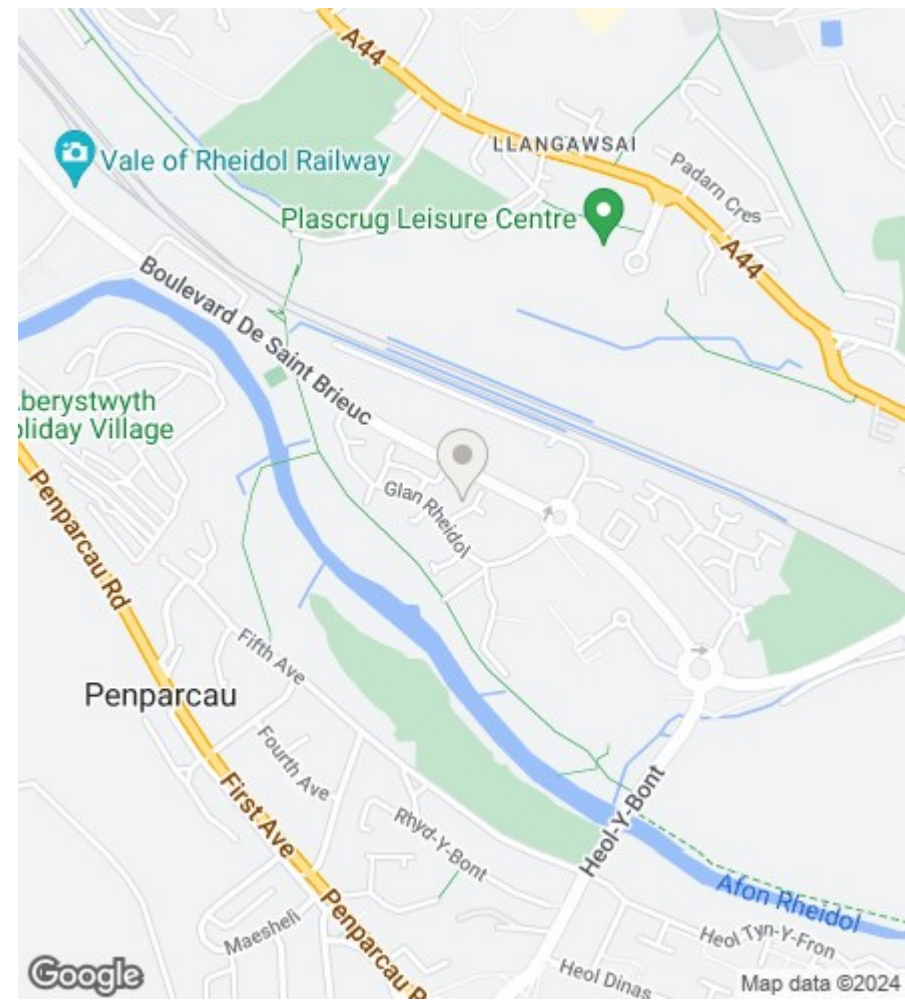 A44
LLANGAWSAI
Padarn Cres
Vale of Rheidol Railway
Plascrug Leisure Centre
A44
Boulevard De Saint Brieuc
berystwyth
liday Village
Glan Rheidol
Penparcau Rd
Fifth Ave
Penparcau
Fourth Ave
First Ave
Rhyd-Y-Bont
Heol-Y-Bont
Afon Rheidol
Maesheli
Penparcau R
Heol Tyn-Y-Fron
Heol Dinas
Google
Map data ©2024